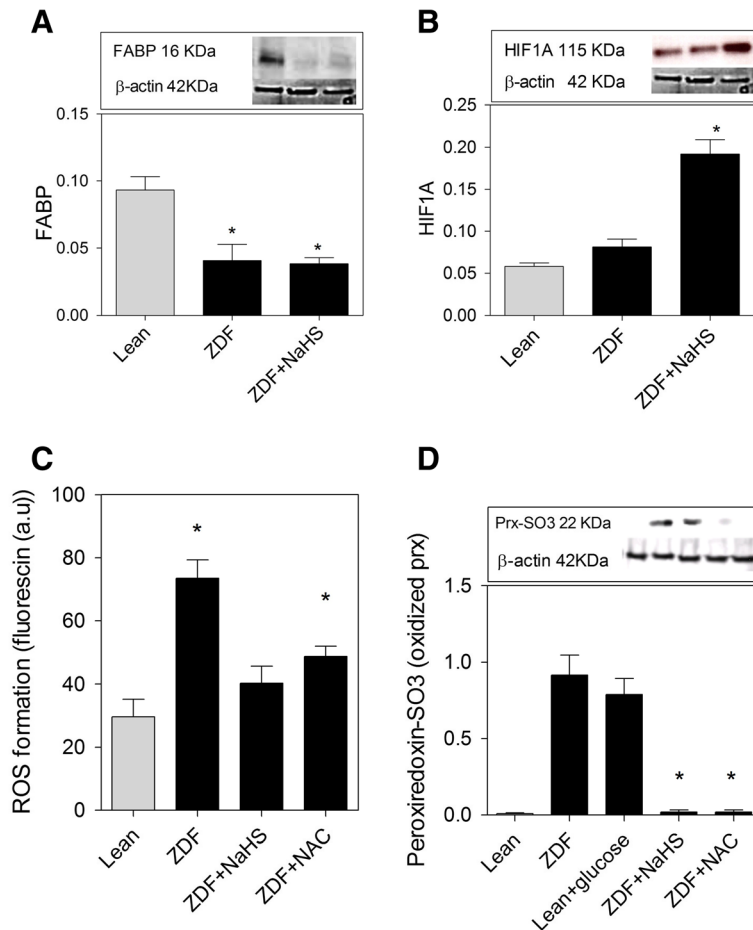 A
FABP 16 KDa
β-actin 42KDa
0.15
0.10
0.05
0.00
FABP
*
*
Lean
ZDF
ZDF+NaHS
B
HIF1A 115 KDa
β-actin 42 KDa
0.25
0.20
0.15
0.10
0.05
0.00
HIF1A
*
Lean
ZDF
ZDF+NaHS
C
100
80
60
40
20
0
ROS formation (fluorescin (a.u))
*
*
Lean
ZDF
ZDF+NaHS
ZDF+NAC
D
Prx-SO3 22 KDa
β-actin 42KDa
1.5
1.0
0.5
0.0
Peroxiredoxin-SO3 (oxidized prx)
*
*
Lean
ZDF
Lean+glucose
ZDF+NaHS
ZDF+NAC